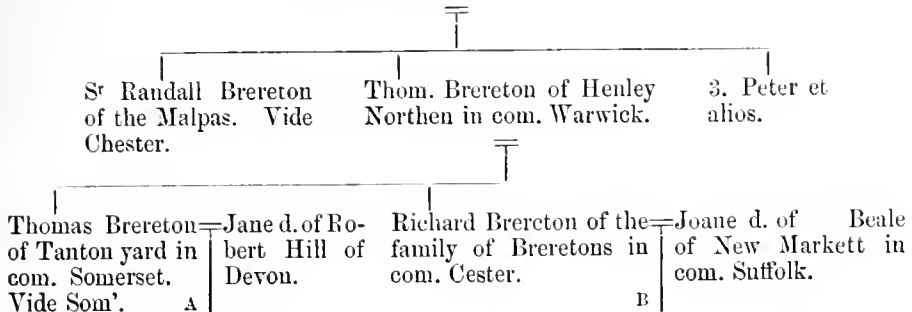 Sr Randall Brereton
of the Malpas. Vide
Chester.
Thom. Brereton of Henley
Northen in com. Warwick.
3. Peter et
alios.
Thomas Brereton
of Tanton yard in
com. Somerset.
Vide Som'.
A
Jane d. of Ro-
bert Hill of
Devon.
Richard Brereton of the
family of Breretons in
com. Cester.
B
Joane d. of Beale
of New Markett in
com. Suffolk.